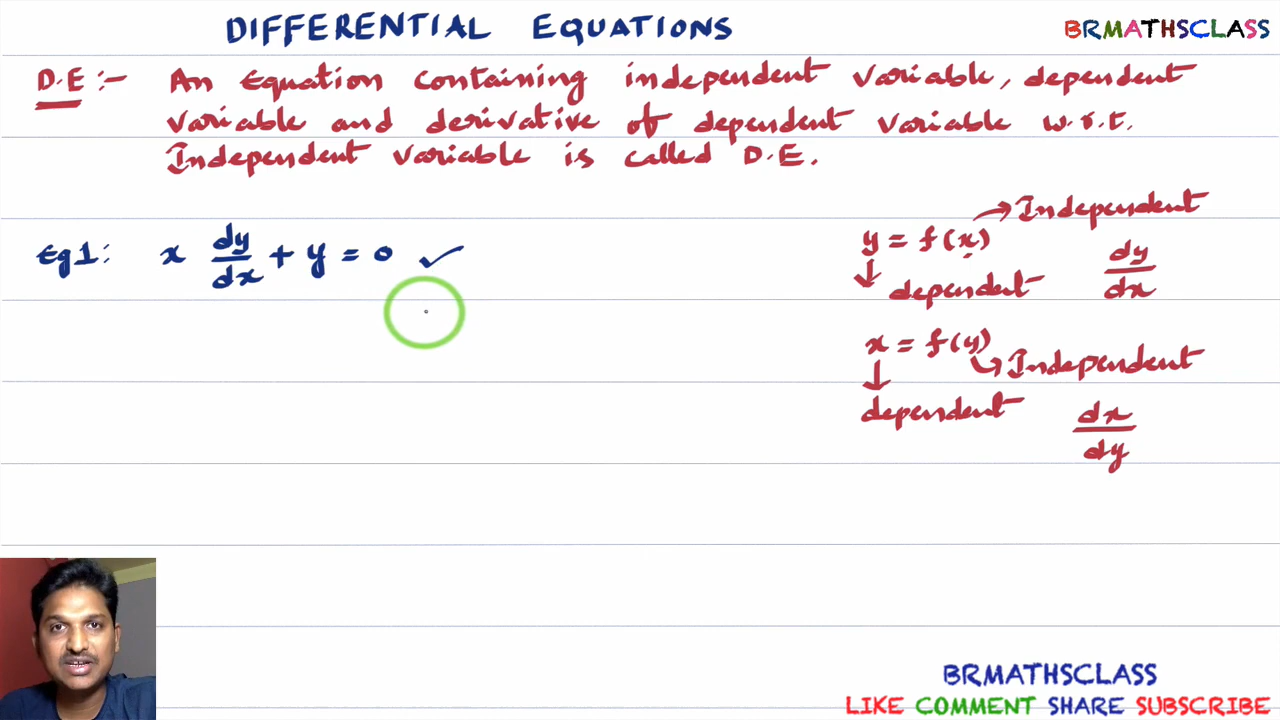 DIFFERENTIAL EQUATIONS
BRMATHSCLASS
D.E :- An Equation containing independent variable, dependent
variable and derivative of dependent variable w.r.t.
Independent variable is called D.E.
Eg1: x dy/dx + y = 0 ✓
→ Independent
y = f(x)
↓ dependent
dy/dx
x = f(y)
→ Independent
↓ dependent
dx/dy
BRMATHSCLASS
LIKE COMMENT SHARE SUBSCRIBE